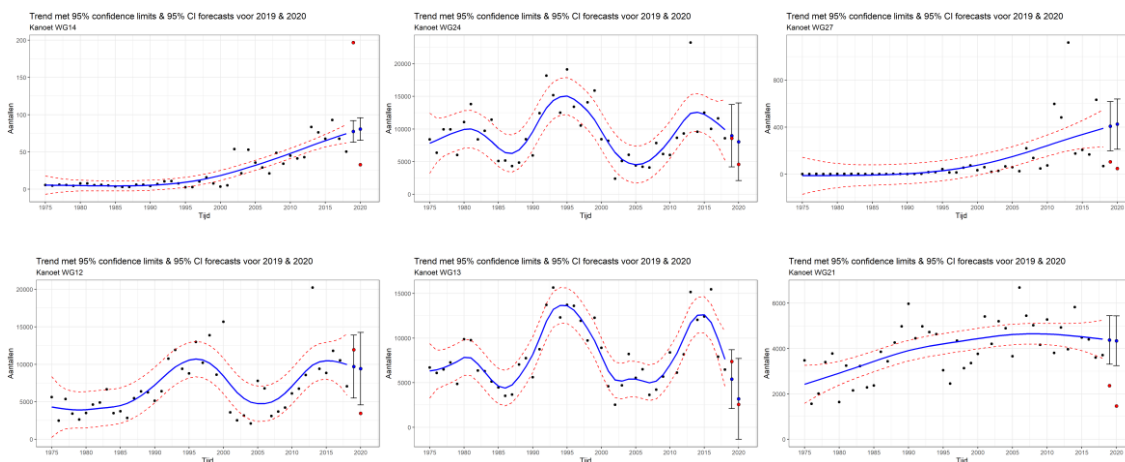 Trend met 95% confidence limits & 95% CI forecasts voor 2019 & 2020
Kanoet WG14
200
150
100
50
0
Aantallen
1975 1980 1985 1990 1995 2000 2005 2010 2015 2020
Tijd
Trend met 95% confidence limits & 95% CI forecasts voor 2019 & 2020
Kanoet WG24
20000
15000
10000
5000
0
Aantallen
1975 1980 1985 1990 1995 2000 2005 2010 2015 2020
Tijd
Trend met 95% confidence limits & 95% CI forecasts voor 2019 & 2020
Kanoet WG27
800
400
0
Aantallen
1975 1980 1985 1990 1995 2000 2005 2010 2015 2020
Tijd
Trend met 95% confidence limits & 95% CI forecasts voor 2019 & 2020
Kanoet WG12
20000
15000
10000
5000
0
Aantallen
1975 1980 1985 1990 1995 2000 2005 2010 2015 2020
Tijd
Trend met 95% confidence limits & 95% CI forecasts voor 2019 & 2020
Kanoet WG13
15000
10000
5000
0
Aantallen
1975 1980 1985 1990 1995 2000 2005 2010 2015 2020
Tijd
Trend met 95% confidence limits & 95% CI forecasts voor 2019 & 2020
Kanoet WG21
6000
4000
2000
0
Aantallen
1975 1980 1985 1990 1995 2000 2005 2010 2015 2020
Tijd